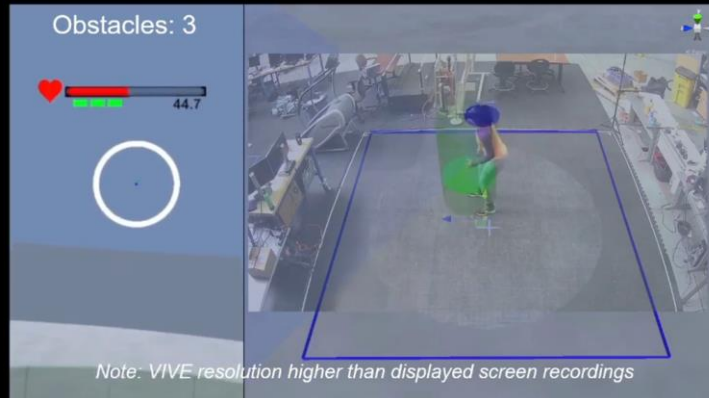 Obstacles: 3
44.7
Note: VIVE resolution higher than displayed screen recordings